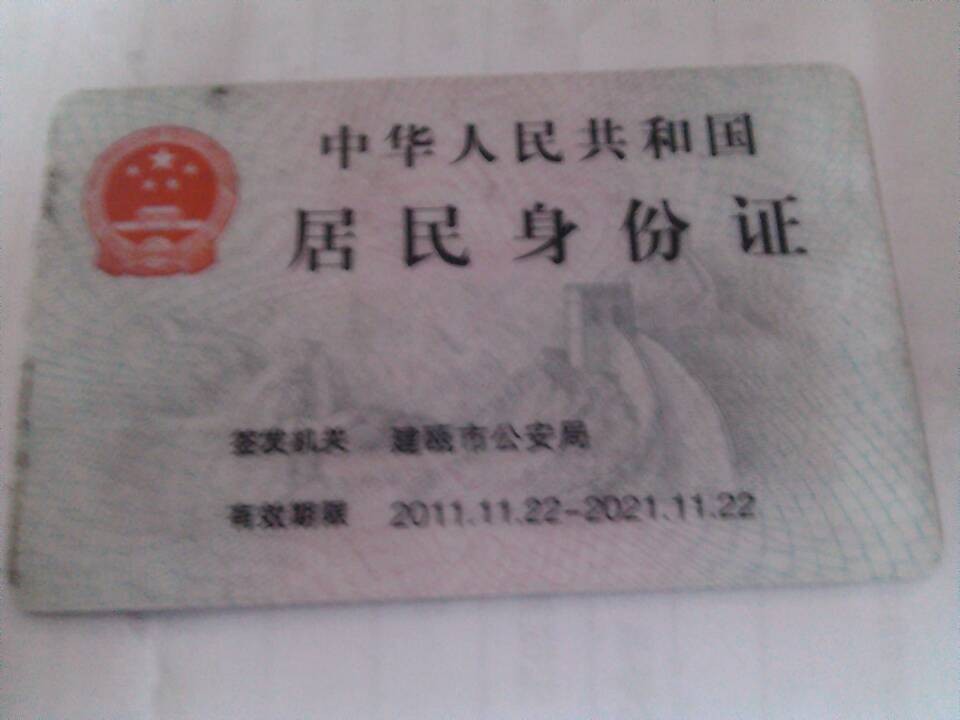 中华人民共和国
居民身份证
签发机关 建瓯市公安局
有效期限 2011.11.22-2021.11.22